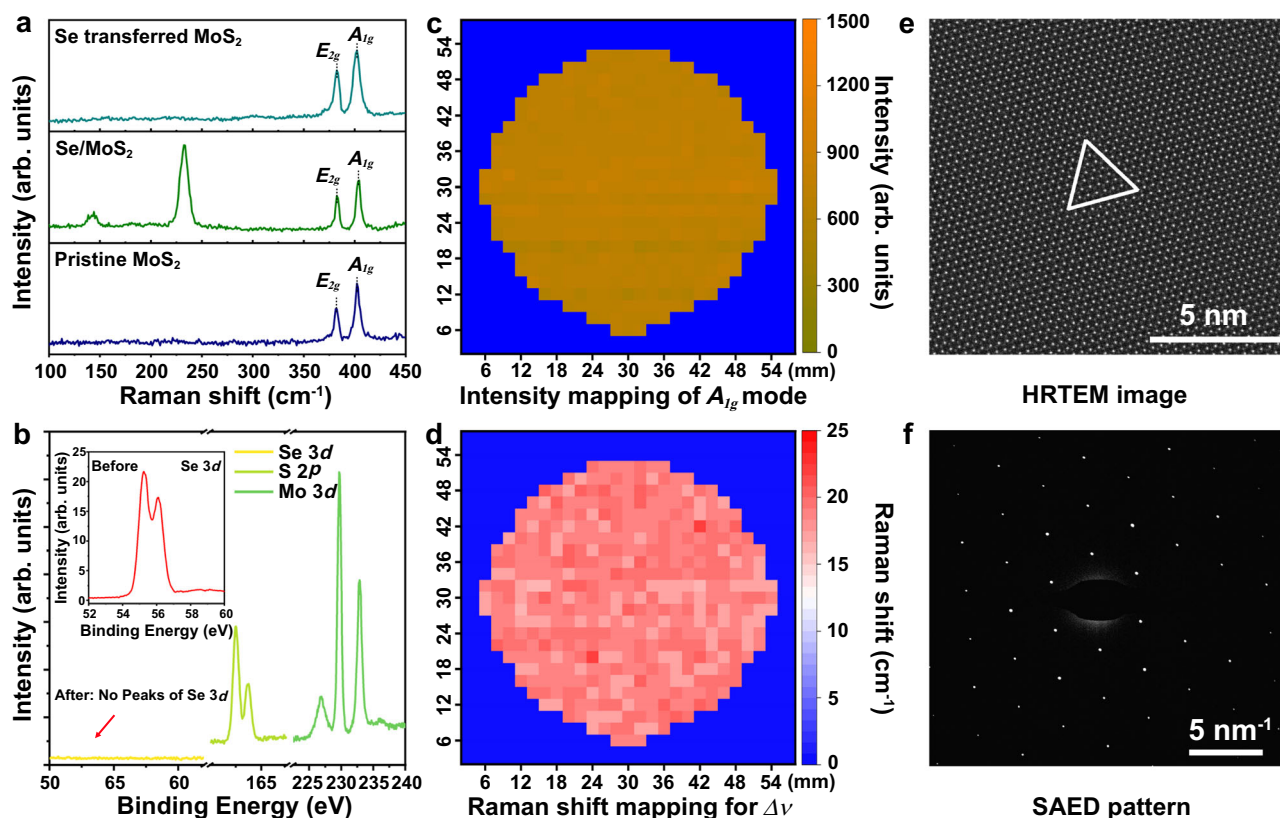 a
Se transferred MoS2
E2g
A1g
Se/MoS2
E2g
A1g
Pristine MoS2
E2g
A1g
Intensity (arb. units)
100 150 200 250 300 350 400 450
Raman shift (cm-1)
b
Before
Se 3d
25
20
15
10
5
0
Intensity (arb. units)
52 54 56 58 60
Binding Energy (eV)
Se 3d
S 2P
Mo 3d
After: No Peaks of Se 3d
Intensity (arb. units)
50 65 60 165 225 230 235 240
Binding Energy (eV)
c
54
48
42
36
30
24
18
12
6
6 12 18 24 30 36 42 48 54 (mm)
Intensity mapping of A1g mode
1500
1200
900
600
300
0
Intensity (arb. units)
d
54
48
42
36
30
24
18
12
6
6 12 18 24 30 36 42 48 54 (mm)
Raman shift mapping for Δν
25
20
15
10
5
0
Raman shift (cm-1)
e
5 nm
HRTEM image
f
5 nm-1
SAED pattern